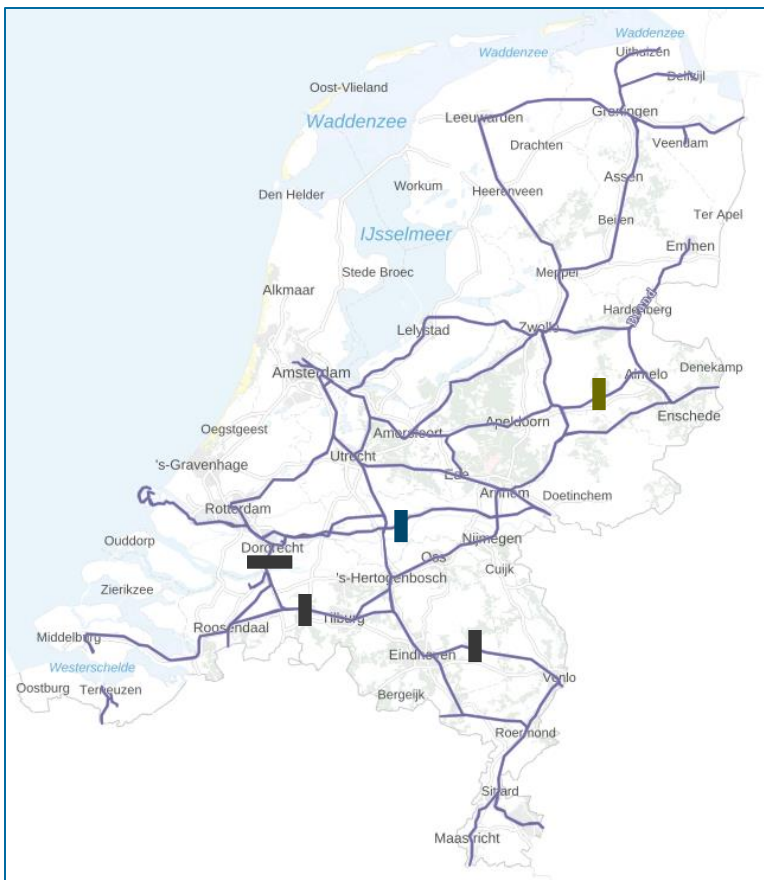 Waddenzee
Waddenzee
Uithuizen
Delfzijl
Oost-Vlieland
Waddenzee
Leeuwarden
Groningen
Drachten
Veendam
Assen
Workum
Heerenveen
Den Helder
Beilen
Ter Apel
IJsselmeer
Emmen
Stede Broec
Meppel
Alkmaar
Hardenberg
Brand
Lelystad
Zwolle
Amsterdam
Almelo
Denekamp
Enschede
Apeldoorn
Oegstgeest
Amersfoort
Utrecht
's-Gravenhage
Ede
Arnhem
Doetinchem
Rotterdam
Ouddorp
Dordrecht
Nijmegen
Oss
Cuijk
's-Hertogenbosch
Zierikzee
Tilburg
Roosendaal
Middelburg
Eindhoven
Westerschelde
Venlo
Oostburg
Terneuzen
Bergeijk
Roermond
Sittard
Maastricht